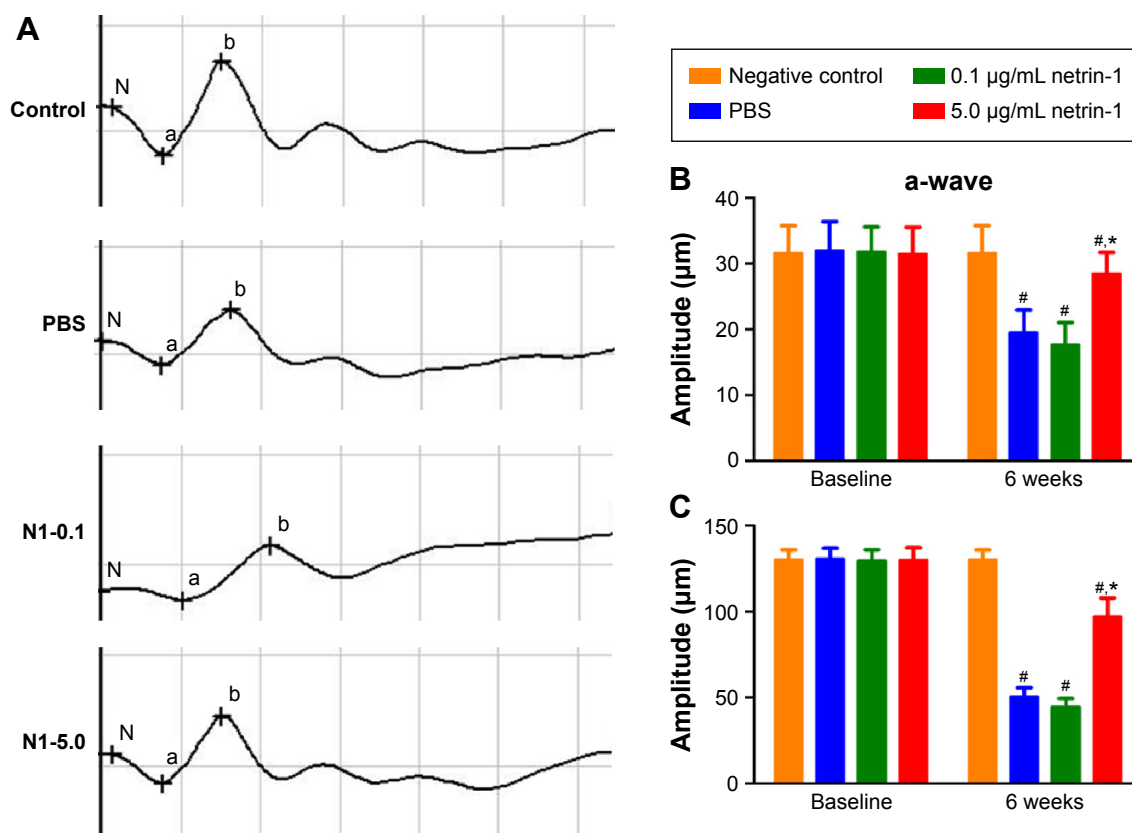 A
Control
N
a
b
PBS
N
a
b
N1-0.1
N
a
b
N1-5.0
N
a
b
Negative control
0.1 µg/mL netrin-1
PBS
5.0 µg/mL netrin-1
B
a-wave
Amplitude (µm)
40
30
20
10
0
#
#
#,*
Baseline
6 weeks
C
Amplitude (µm)
150
100
50
0
#
#
#,*
Baseline
6 weeks